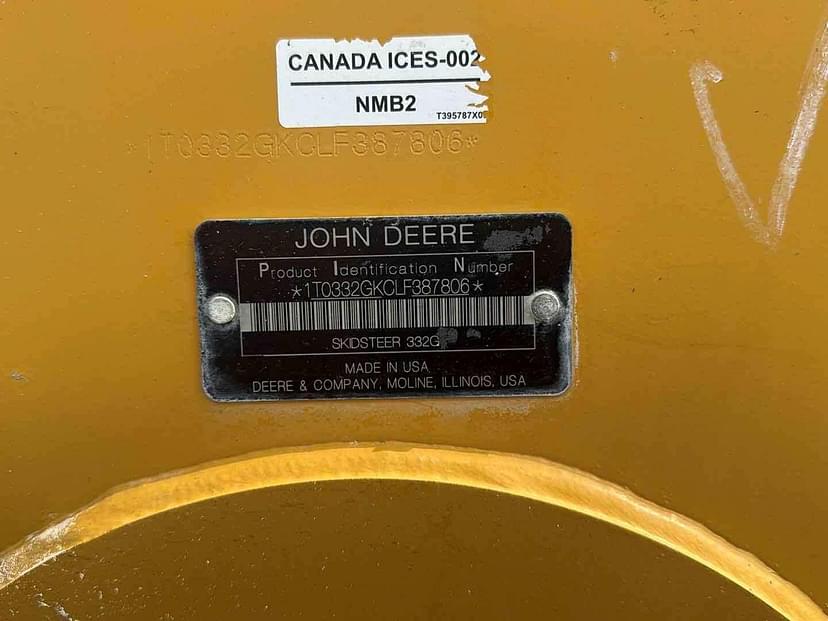 CANADA ICES-002
NMB2
T395787X0
*1T0332GKCLF387806*
JOHN DEERE
Product Identification Number
*1T0332GKCLF387806*
SKIDSTEER 332G
MADE IN USA
DEERE & COMPANY, MOLINE, ILLINOIS, USA